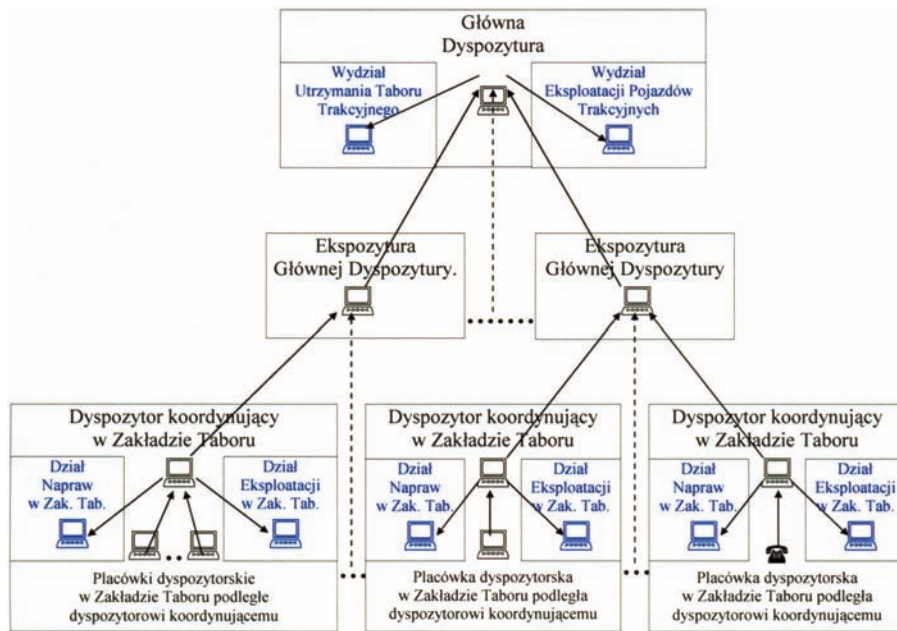 Główna
Dyspozytura
Wydział
Utrzymania Taboru
Trakcyjnego
Wydział
Eksploatacji Pojazdów
Trakcyjnych
Ekspozytura
Głównej Dyspozytury.
Ekspozytura
Głównej Dyspozytury
Dyspozytor koordynujący
w Zakładzie Taboru
Dział
Napraw
w Zak. Tab.
Dział
Eksploatacji
w Zak. Tab.
Placówki dyspozytorskie
w Zakładzie Taboru podległe
dyspozytorowi koordynującemu
Dyspozytor koordynujący
w Zakładzie Taboru
Dział
Napraw
w Zak. Tab.
Dział
Eksploatacji
w Zak. Tab.
Placówka dyspozytorska
w Zakładzie Taboru podległa
dyspozytorowi koordynującemu
Dyspozytor koordynujący
w Zakładzie Taboru
Dział
Napraw
w Zak. Tab.
Dział
Eksploatacji
w Zak. Tab.
Placówka dyspozytorska
w Zakładzie Taboru podległa
dyspozytorowi koordynującemu